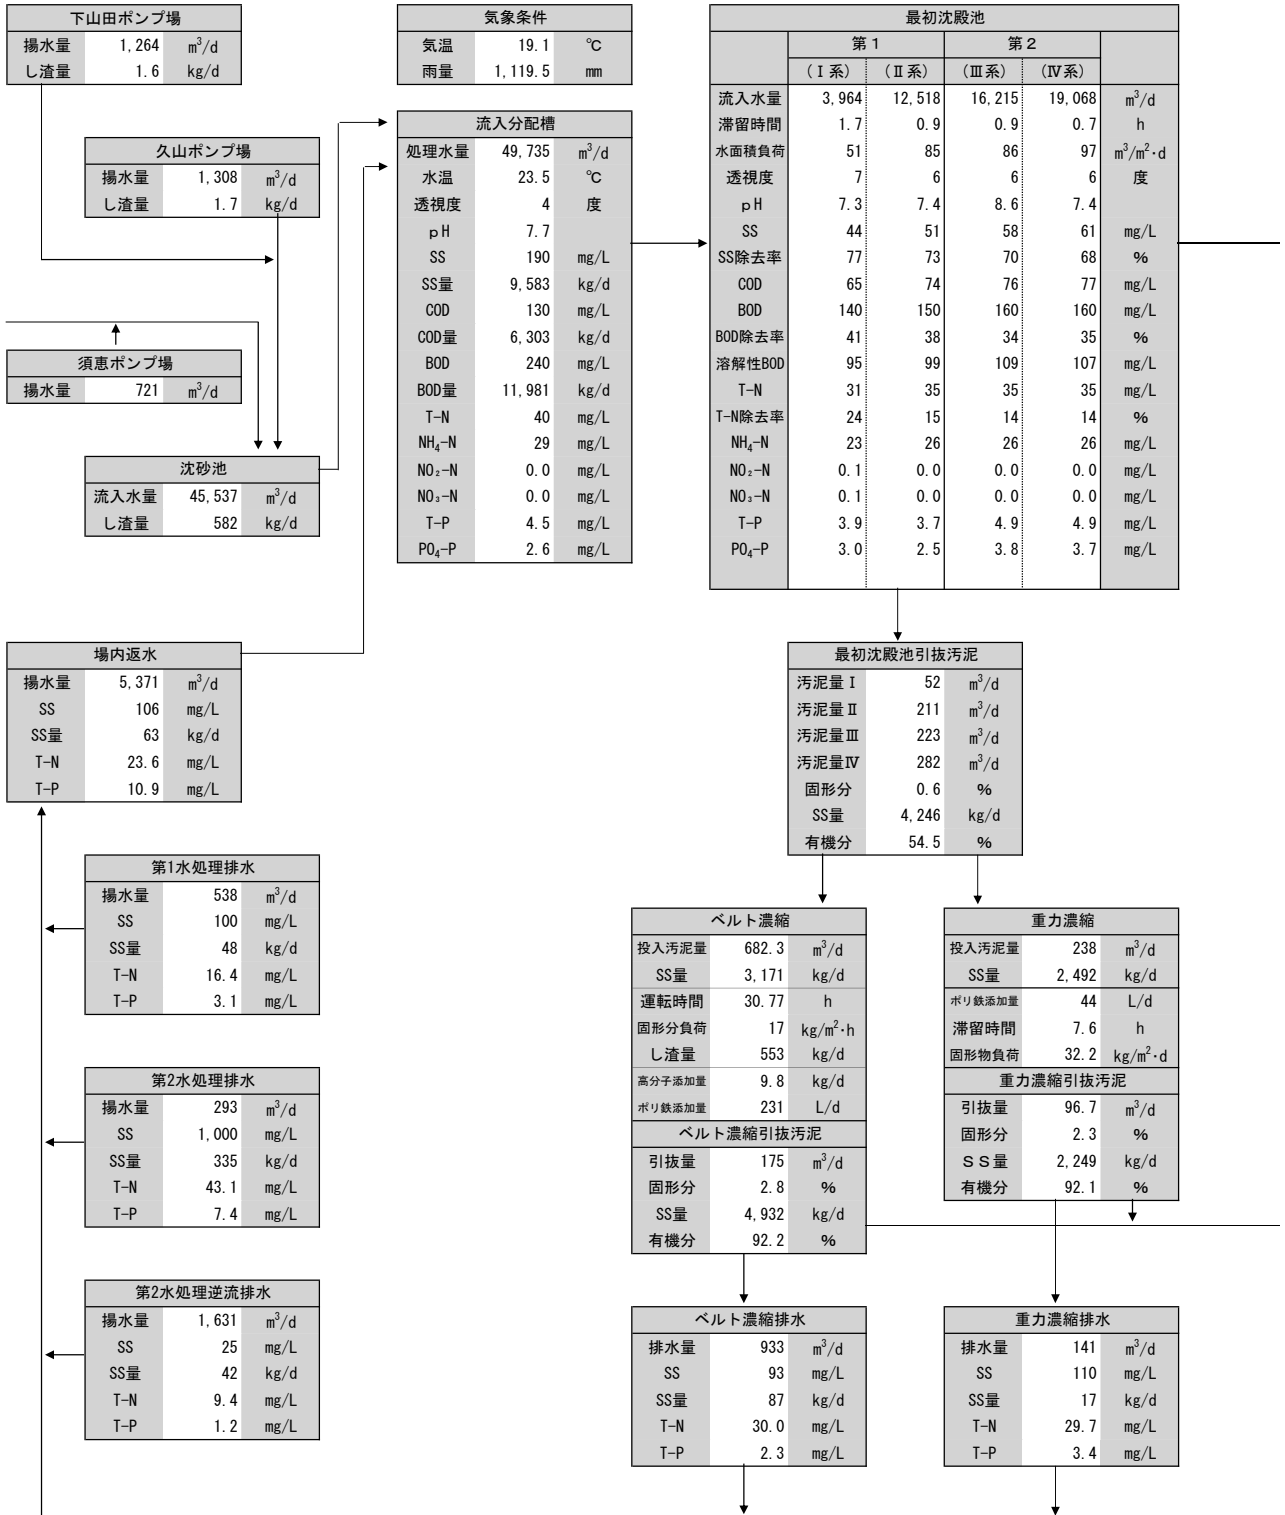 下山田ポンプ場
揚水量 1,264 m³/d
し渣量 1.6 kg/d
気象条件
気温 19.1 ℃
雨量 1,119.5 mm
久山ポンプ場
揚水量 1,308 m³/d
し渣量 1.7 kg/d
須恵ポンプ場
揚水量 721 m³/d
沈砂池
流入水量 45,537 m³/d
し渣量 582 kg/d
流入分配槽
処理水量 49,735 m³/d
水温 23.5 ℃
透視度 4 度
pH 7.7
SS 190 mg/L
SS量 9,583 kg/d
COD 130 mg/L
COD量 6,303 kg/d
BOD 240 mg/L
BOD量 11,981 kg/d
T-N 40 mg/L
NH₄-N 29 mg/L
NO₂-N 0.0 mg/L
NO₃-N 0.0 mg/L
T-P 4.5 mg/L
PO₄-P 2.6 mg/L
最初沈殿池
第1 第2
(Ⅰ系) (Ⅱ系) (Ⅲ系) (Ⅳ系)
流入水量 3,964 12,518 16,215 19,068 m³/d
滞留時間 1.7 0.9 0.9 0.7 h
水面積負荷 51 85 86 97 m³/m²・d
透視度 7 6 6 6 度
pH 7.3 7.4 8.6 7.4
SS 44 51 58 61 mg/L
SS除去率 77 73 70 68 %
COD 65 74 76 77 mg/L
BOD 140 150 160 160 mg/L
BOD除去率 41 38 34 35 %
溶解性BOD 95 99 109 107 mg/L
T-N 31 35 35 35 mg/L
T-N除去率 24 15 14 14 %
NH₄-N 23 26 26 26 mg/L
NO₂-N 0.1 0.0 0.0 0.0 mg/L
NO₃-N 0.1 0.0 0.0 0.0 mg/L
T-P 3.9 3.7 4.9 4.9 mg/L
PO₄-P 3.0 2.5 3.8 3.7 mg/L
場内返水
揚水量 5,371 m³/d
SS 106 mg/L
SS量 63 kg/d
T-N 23.6 mg/L
T-P 10.9 mg/L
最初沈殿池引抜汚泥
汚泥量Ⅰ 52 m³/d
汚泥量Ⅱ 211 m³/d
汚泥量Ⅲ 223 m³/d
汚泥量Ⅳ 282 m³/d
固形分 0.6 %
SS量 4,246 kg/d
有機分 54.5 %
第1水処理排水
揚水量 538 m³/d
SS 100 mg/L
SS量 48 kg/d
T-N 16.4 mg/L
T-P 3.1 mg/L
第2水処理排水
揚水量 293 m³/d
SS 1,000 mg/L
SS量 335 kg/d
T-N 43.1 mg/L
T-P 7.4 mg/L
第2水処理逆流排水
揚水量 1,631 m³/d
SS 25 mg/L
SS量 42 kg/d
T-N 9.4 mg/L
T-P 1.2 mg/L
ベルト濃縮
投入汚泥量 682.3 m³/d
SS量 3,171 kg/d
運転時間 30.77 h
固形分負荷 17 kg/m²・h
し渣量 553 kg/d
高分子添加量 9.8 kg/d
ポリ鉄添加量 231 L/d
ベルト濃縮引抜汚泥
引抜量 175 m³/d
固形分 2.8 %
SS量 4,932 kg/d
有機分 92.2 %
重力濃縮
投入汚泥量 238 m³/d
SS量 2,492 kg/d
ポリ鉄添加量 44 L/d
滞留時間 7.6 h
固形物負荷 32.2 kg/m²・d
重力濃縮引抜汚泥
引抜量 96.7 m³/d
固形分 2.3 %
SS量 2,249 kg/d
有機分 92.1 %
ベルト濃縮排水
排水量 933 m³/d
SS 93 mg/L
SS量 87 kg/d
T-N 30.0 mg/L
T-P 2.3 mg/L
重力濃縮排水
排水量 141 m³/d
SS 110 mg/L
SS量 17 kg/d
T-N 29.7 mg/L
T-P 3.4 mg/L